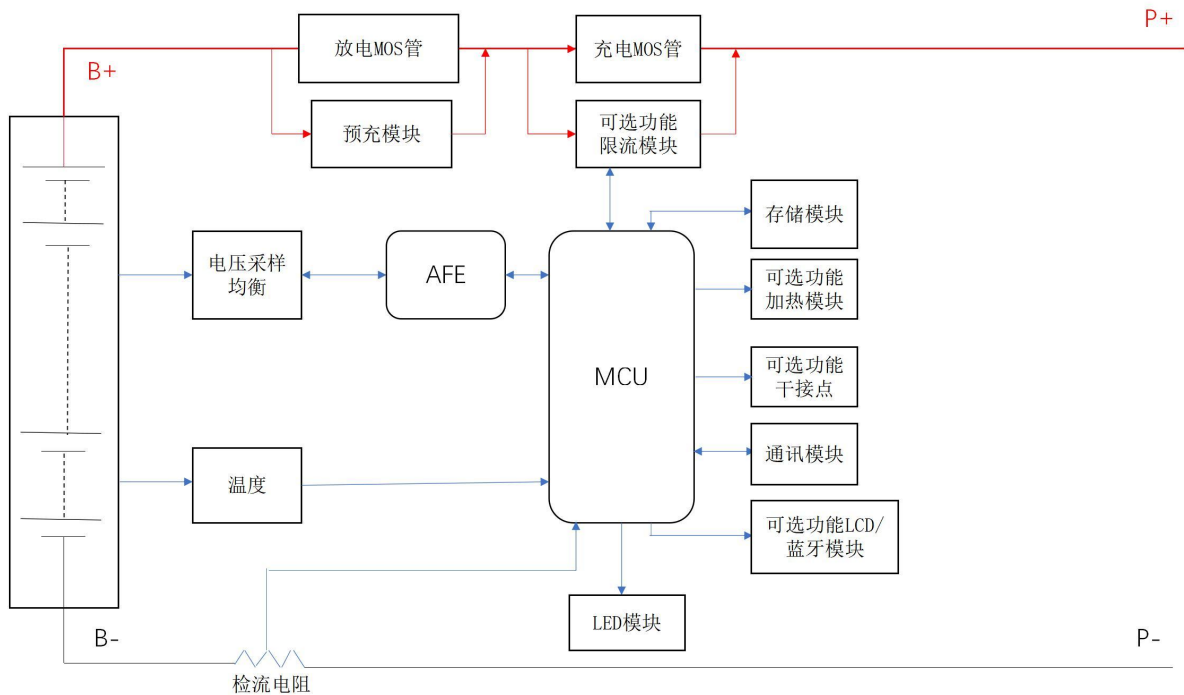 P+
放电MOS管
充电MOS管
B+
预充模块
可选功能
限流模块
存储模块
电压采样
均衡
AFE
可选功能
加热模块
MCU
可选功能
干接点
通讯模块
温度
可选功能LCD/
蓝牙模块
LED模块
B-
P-
检流电阻